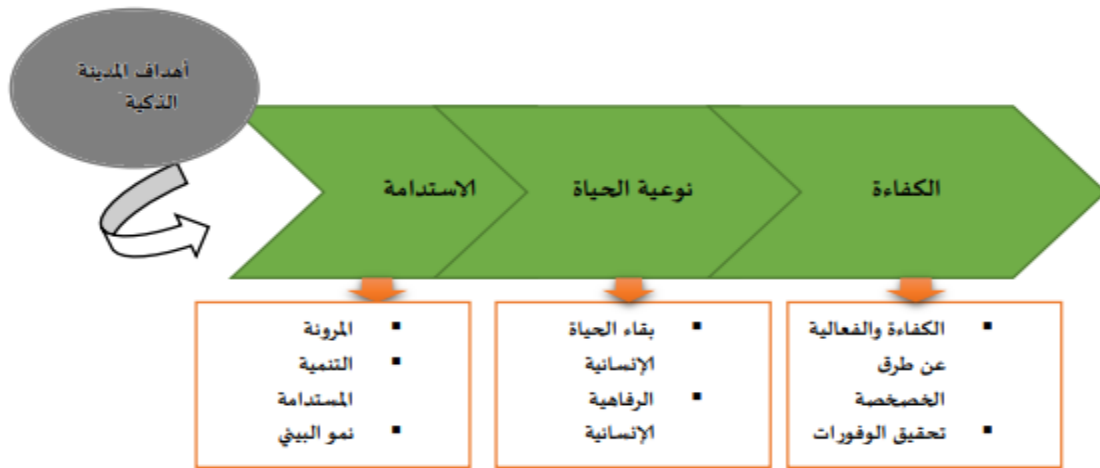 أهداف المدينة
الذكية
الكفاءة
نوعية الحياة
الاستدامة
▪ الكفاءة والفعالية
عن طرق
الخصخصة
▪ تحقيق الوفورات
▪ بقاء الحياة
الإنسانية
▪ الرفاهية
الإنسانية
▪ المرونة
▪ التنمية
المستدامة
▪ نمو البيئي